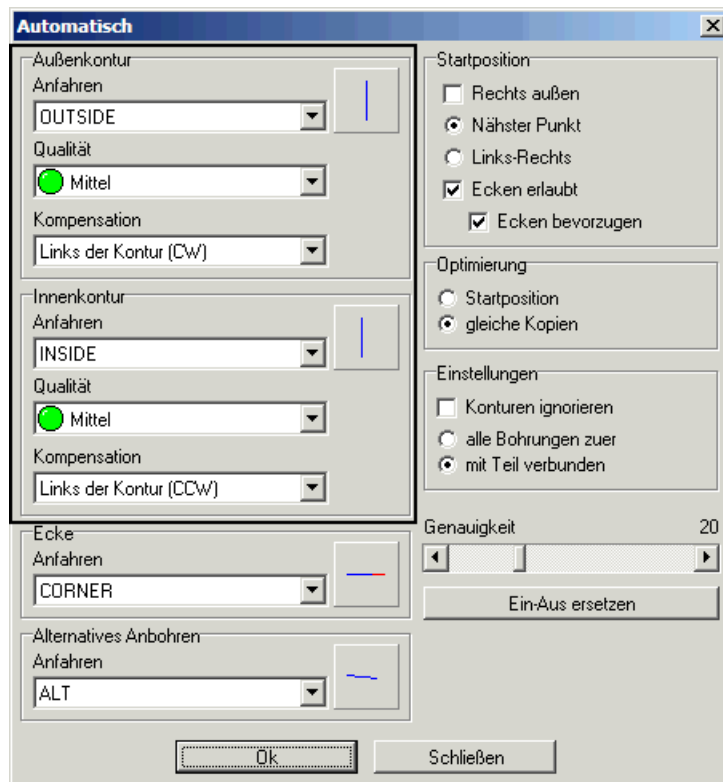 Automatisch
Außenkontur
Anfahren
OUTSIDE
Qualität
Mittel
Kompensation
Links der Kontur (CW)
Innenkontur
Anfahren
INSIDE
Qualität
Mittel
Kompensation
Links der Kontur (CCW)
Ecke
Anfahren
CORNER
Alternatives Anbohren
Anfahren
ALT
Startposition
Rechts außen
Nähster Punkt
Links-Rechts
Ecken erlaubt
Ecken bevorzugen
Optimierung
Startposition
gleiche Kopien
Einstellungen
Konturen ignorieren
alle Bohrungen zuer
mit Teil verbunden
Genauigkeit 20
Ein-Aus ersetzen
Ok
Schließen